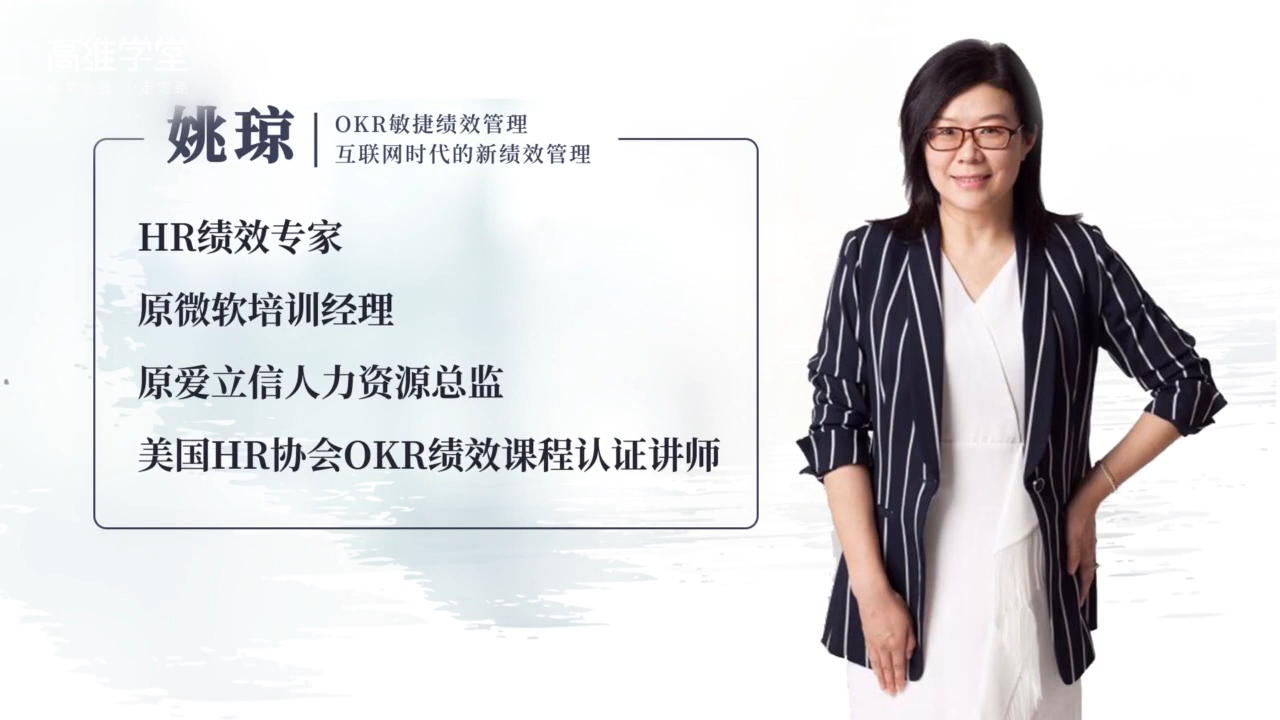 高维学堂
姚琼
OKR敏捷绩效管理
互联网时代的新绩效管理
HR绩效专家
原微软培训经理
原爱立信人力资源总监
美国HR协会OKR绩效课程认证讲师